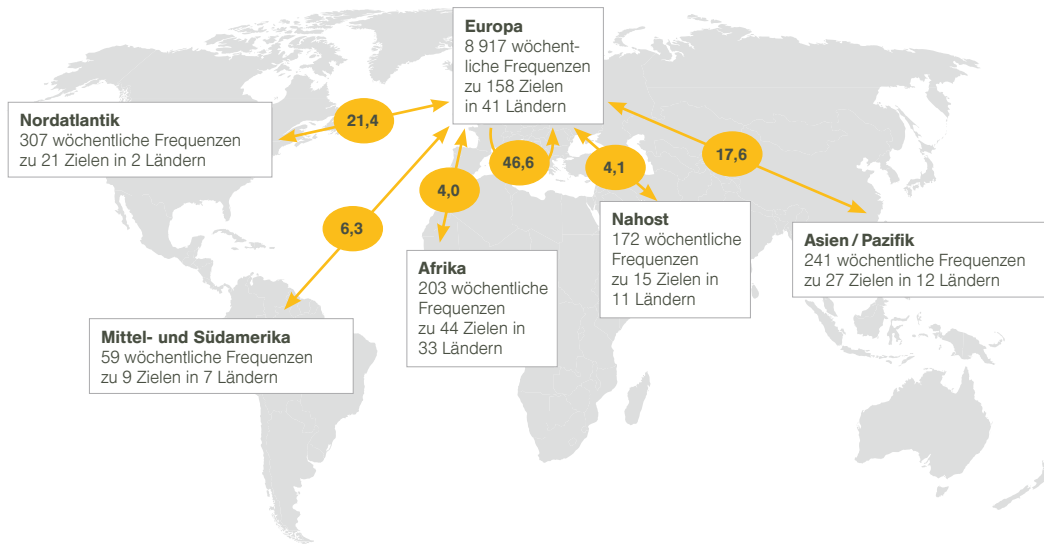 Europa
8 917 wöchent-
liche Frequenzen
zu 158 Zielen
in 41 Ländern
Nordatlantik
307 wöchentliche Frequenzen
zu 21 Zielen in 2 Ländern
21,4
46,6
4,1
17,6
4,0
6,3
Nahost
172 wöchentliche
Frequenzen
zu 15 Zielen in
11 Ländern
Asien / Pazifik
241 wöchentliche Frequenzen
zu 27 Zielen in 12 Ländern
Afrika
203 wöchentliche
Frequenzen
zu 44 Zielen in
33 Ländern
Mittel- und Südamerika
59 wöchentliche Frequenzen
zu 9 Zielen in 7 Ländern